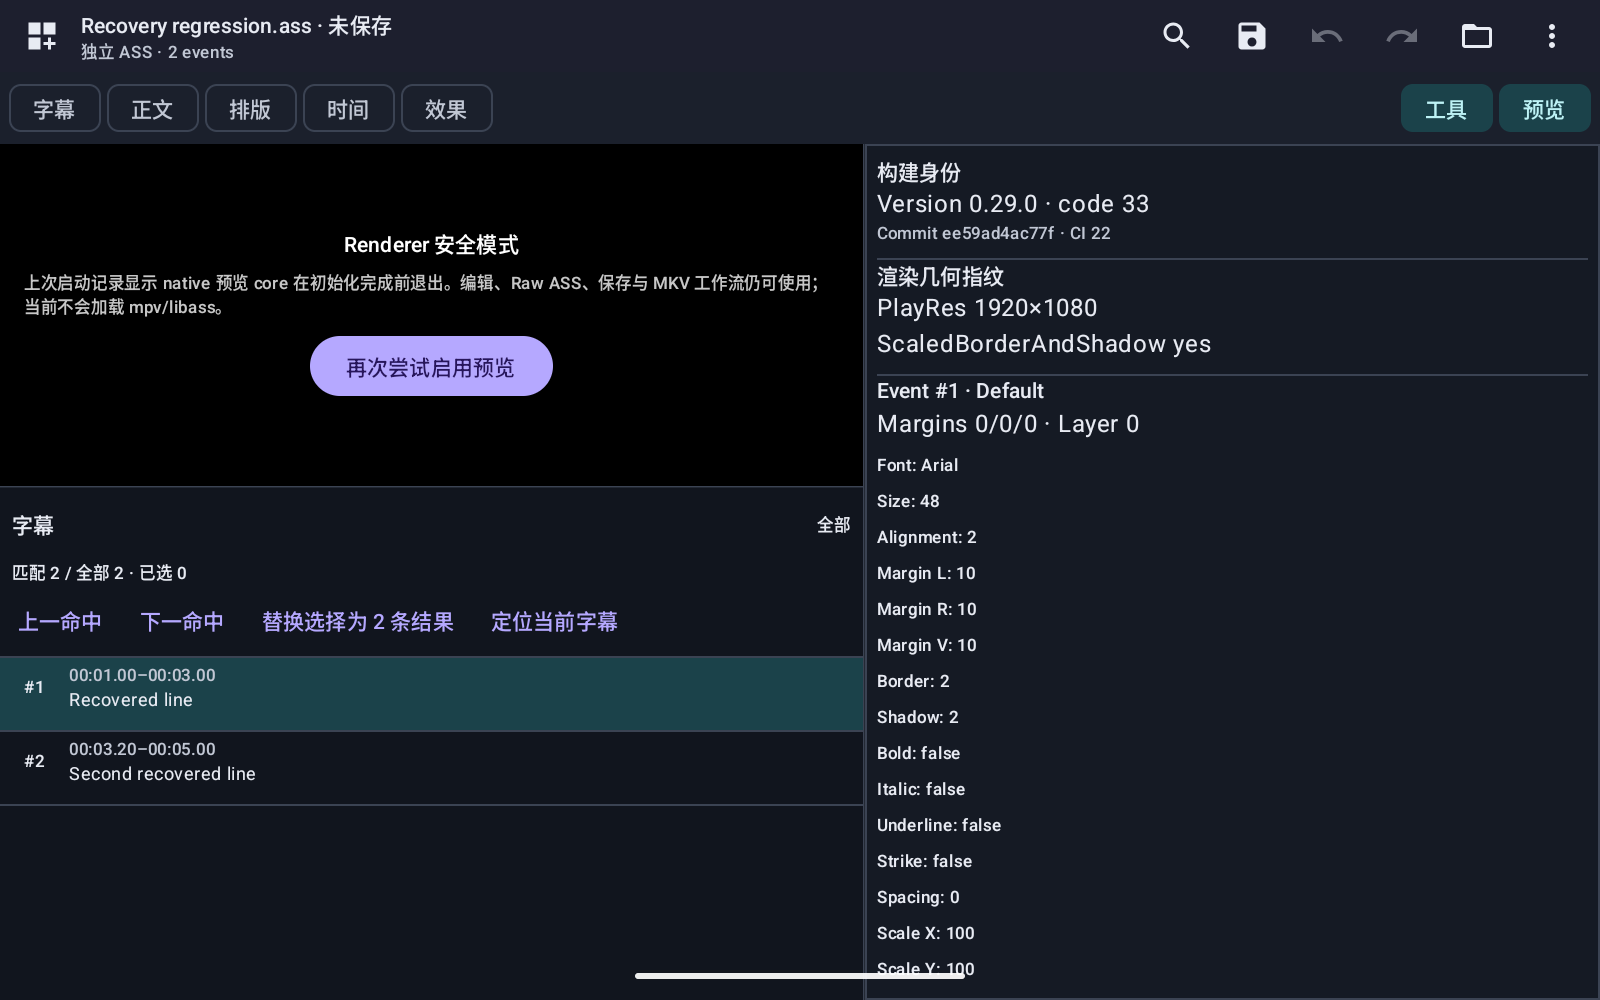 Recovery regression.ass · 未保存
独立 ASS · 2 events
字幕
正文
排版
时间
效果
工具
预览
Renderer 安全模式
上次启动记录显示 native 预览 core 在初始化完成前退出。编辑、Raw ASS、保存与 MKV 工作流仍可使用；
当前不会加载 mpv/libass。
再次尝试启用预览
字幕
全部
匹配 2 / 全部 2 · 已选 0
上一命中
下一命中
替换选择为 2 条结果
定位当前字幕
#1
00:01.00–00:03.00
Recovered line
#2
00:03.20–00:05.00
Second recovered line
构建身份
Version 0.29.0 · code 33
Commit ee59ad4ac77f · CI 22
渲染几何指纹
PlayRes 1920×1080
ScaledBorderAndShadow yes
Event #1 · Default
Margins 0/0/0 · Layer 0
Font: Arial
Size: 48
Alignment: 2
Margin L: 10
Margin R: 10
Margin V: 10
Border: 2
Shadow: 2
Bold: false
Italic: false
Underline: false
Strike: false
Spacing: 0
Scale X: 100
Scale Y: 100